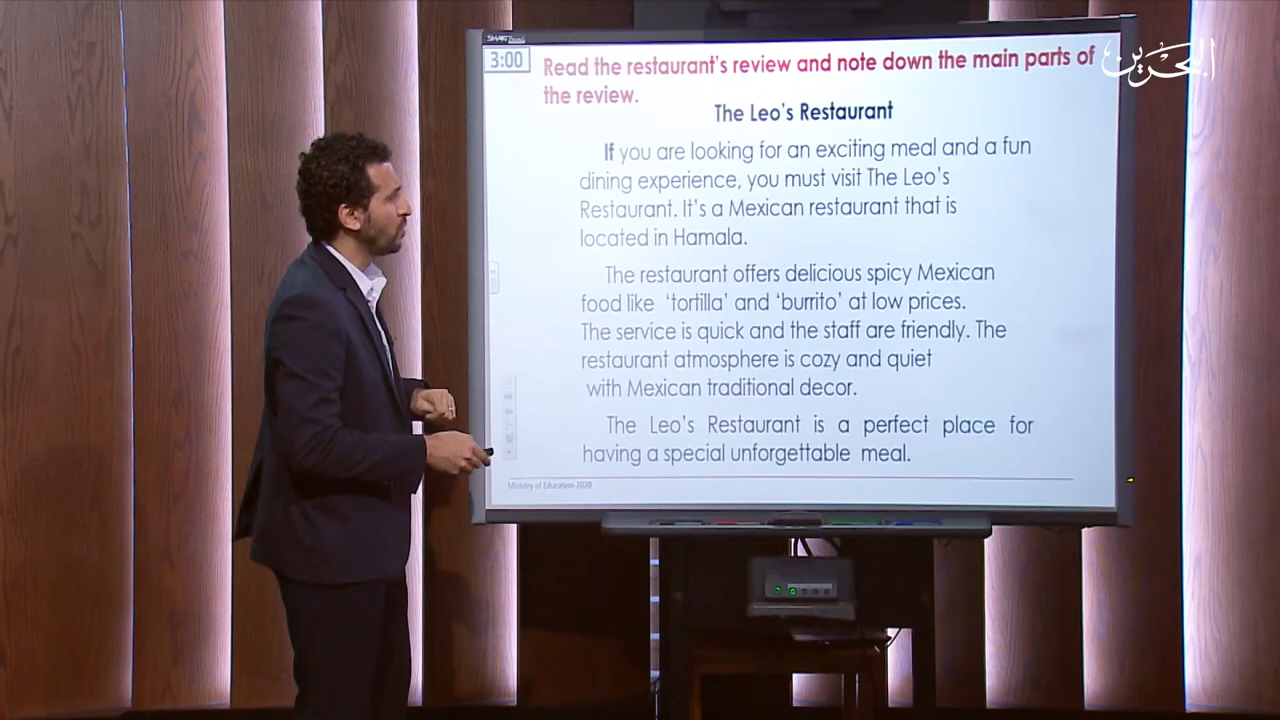 SMART
3:00
Read the restaurant's review and note down the main parts of
the review.
البحرين
The Leo's Restaurant
If you are looking for an exciting meal and a fun
dining experience, you must visit The Leo's
Restaurant. It's a Mexican restaurant that is
located in Hamala.
The restaurant offers delicious spicy Mexican
food like 'tortilla' and 'burrito' at low prices.
The service is quick and the staff are friendly. The
restaurant atmosphere is cozy and quiet
with Mexican traditional decor.
The Leo's Restaurant is a perfect place for
having a special unforgettable meal.
Ministry of Education-2020